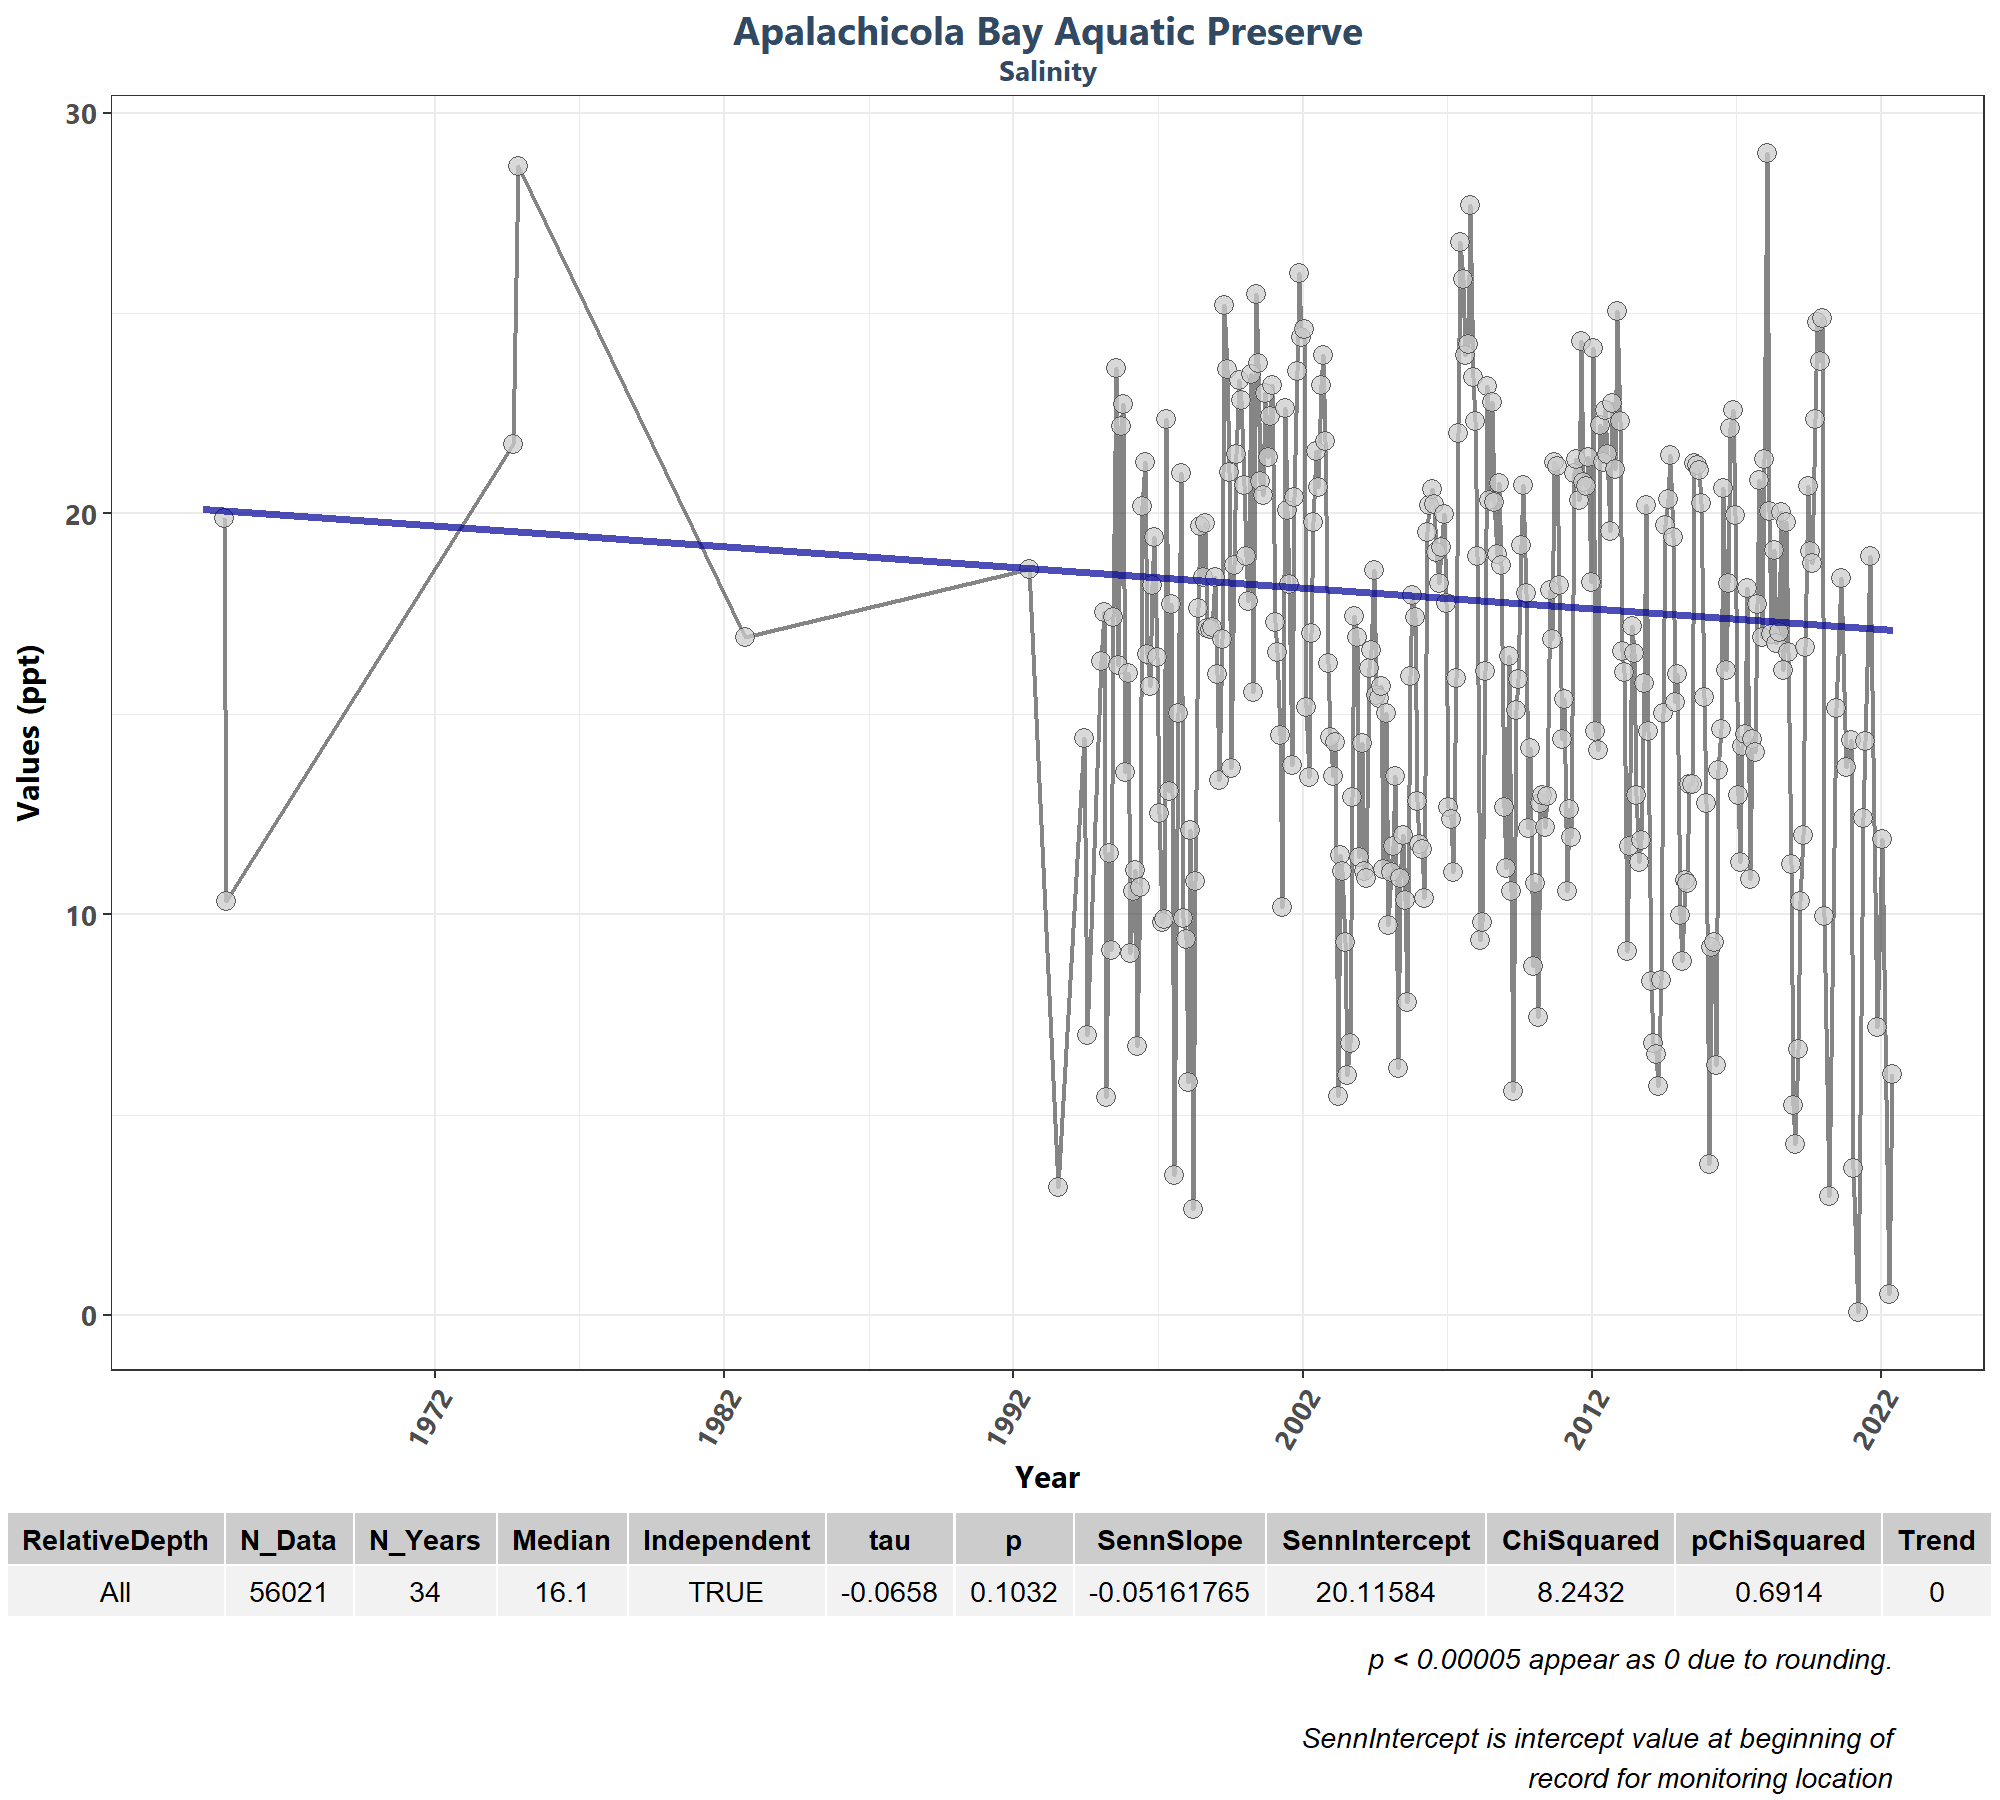 Apalachicola Bay Aquatic Preserve
Salinity
30
20
10
0
Values (ppt)
1972 1982 1992 2002 2012 2022
Year
RelativeDepth N_Data N_Years Median Independent tau p SennSlope SennIntercept ChiSquared pChiSquared Trend
All 56021 34 16.1 TRUE -0.0658 0.1032 -0.05161765 20.11584 8.2432 0.6914 0
p < 0.00005 appear as 0 due to rounding.
SennIntercept is intercept value at beginning of
record for monitoring location